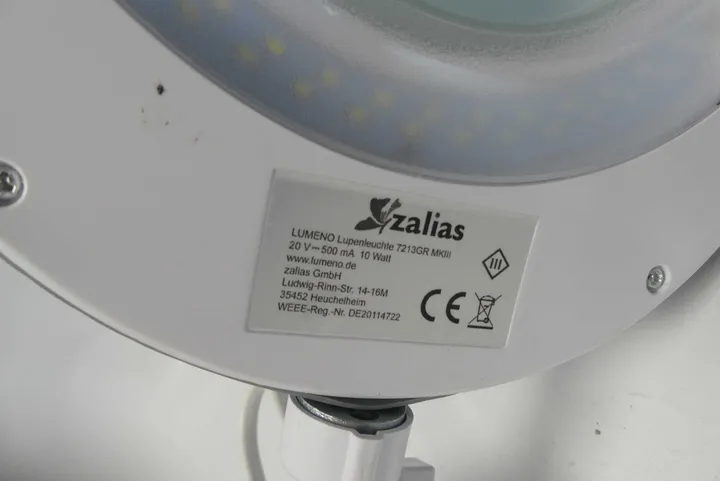 zalias
LUMENO Lupenleuchte 7213GR MKIII
20 V⎓500 mA 10 Watt
www.lumeno.de
zalias GmbH
Ludwig-Rinn-Str. 14-16M
35452 Heuchelheim
WEEE-Reg.-Nr. DE20114722
III
CE